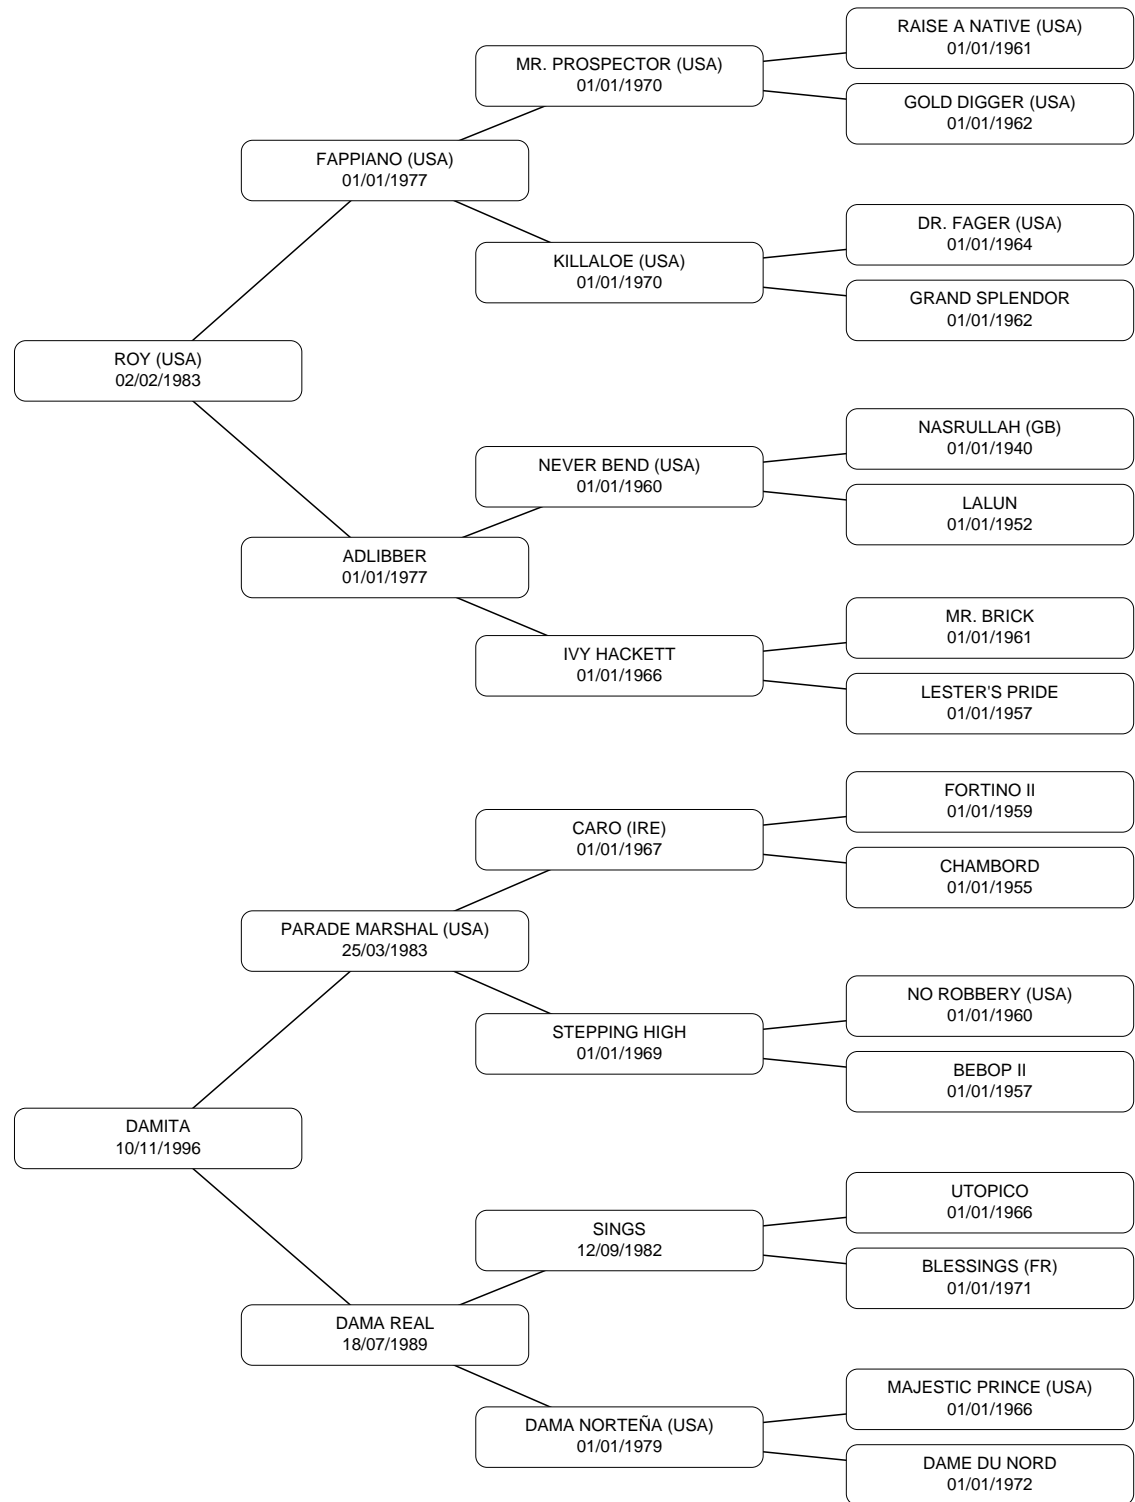 RAISE A NATIVE (USA)
01/01/1961
MR. PROSPECTOR (USA)
01/01/1970
GOLD DIGGER (USA)
01/01/1962
FAPPIANO (USA)
01/01/1977
DR. FAGER (USA)
01/01/1964
KILLALOE (USA)
01/01/1970
GRAND SPLENDOR
01/01/1962
ROY (USA)
02/02/1983
NASRULLAH (GB)
01/01/1940
NEVER BEND (USA)
01/01/1960
LALUN
01/01/1952
ADLIBBER
01/01/1977
MR. BRICK
01/01/1961
IVY HACKETT
01/01/1966
LESTER'S PRIDE
01/01/1957
FORTINO II
01/01/1959
CARO (IRE)
01/01/1967
CHAMBORD
01/01/1955
PARADE MARSHAL (USA)
25/03/1983
NO ROBBERY (USA)
01/01/1960
STEPPING HIGH
01/01/1969
BEBOP II
01/01/1957
DAMITA
10/11/1996
UTOPICO
01/01/1966
SINGS
12/09/1982
BLESSINGS (FR)
01/01/1971
DAMA REAL
18/07/1989
MAJESTIC PRINCE (USA)
01/01/1966
DAMA NORTEÑA (USA)
01/01/1979
DAME DU NORD
01/01/1972